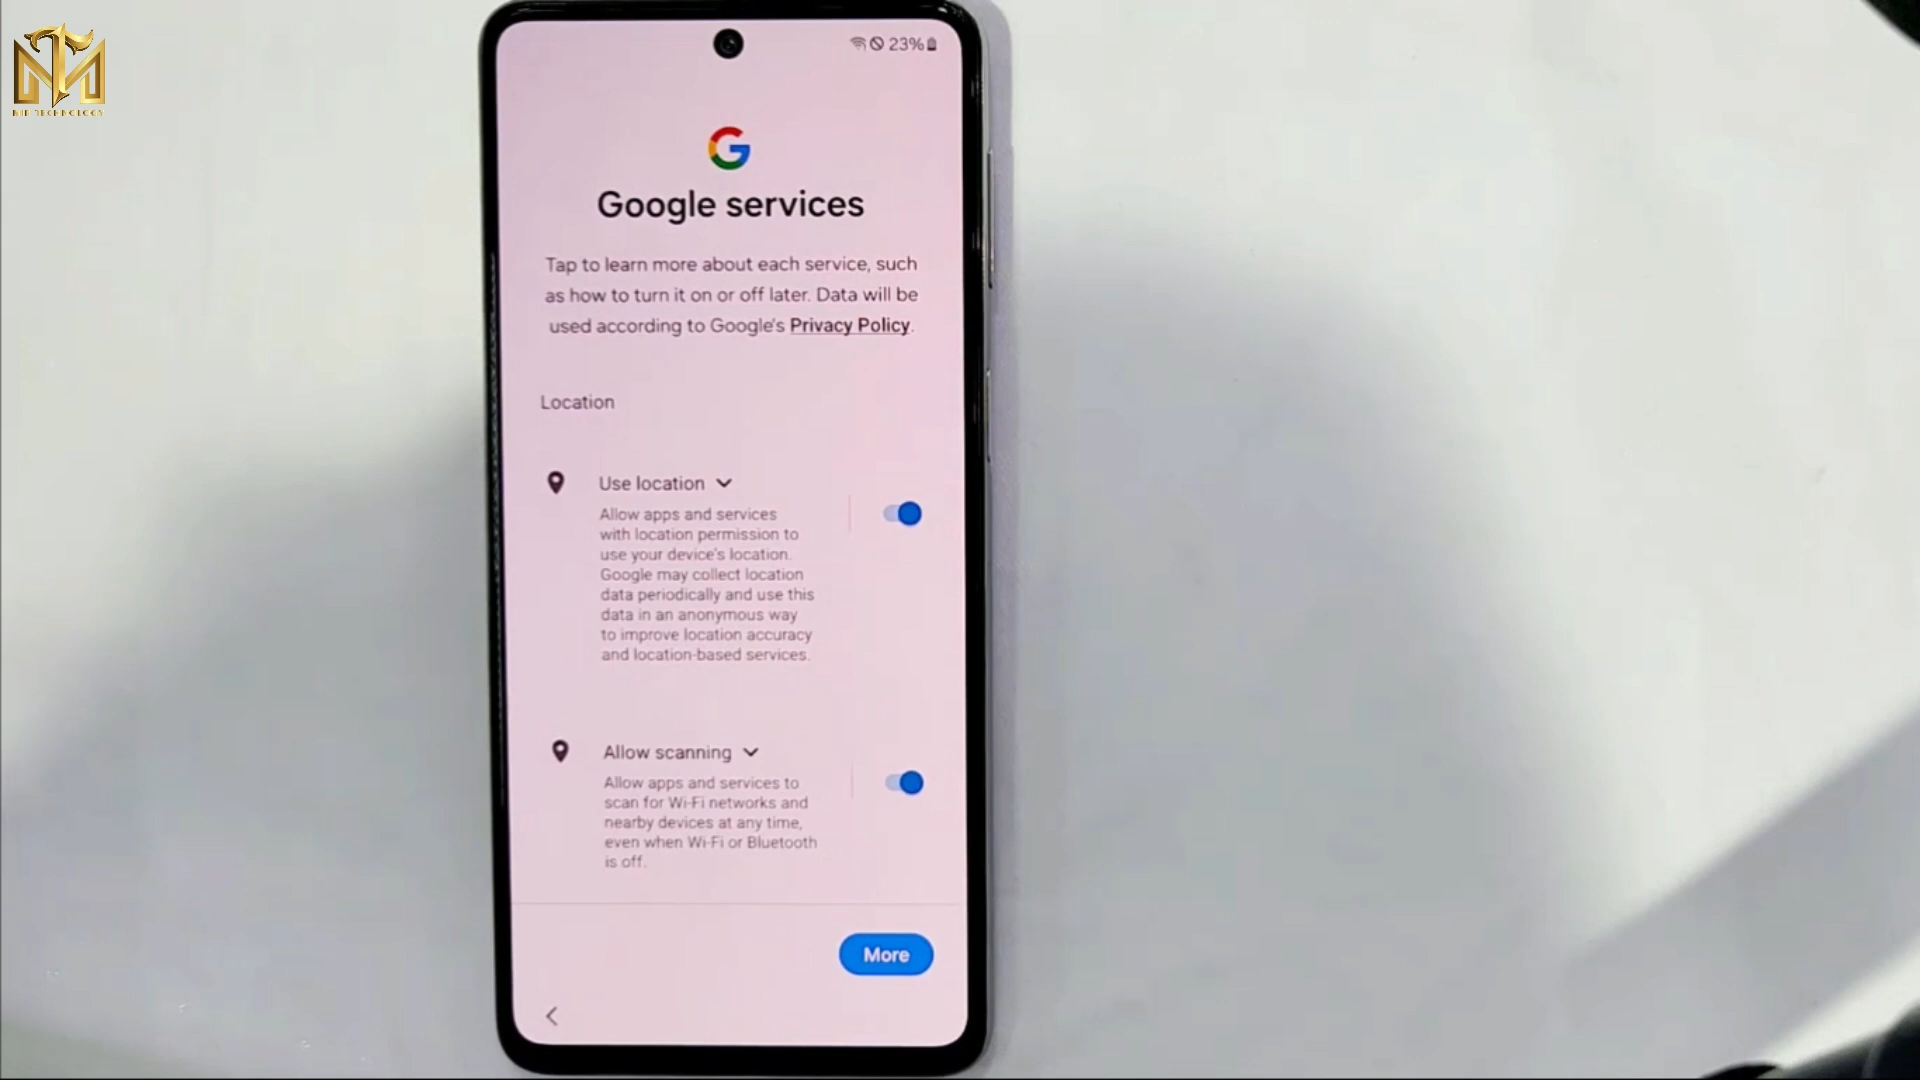 23%
Google services
Tap to learn more about each service, such
as how to turn it on or off later. Data will be
used according to Google's Privacy Policy.
Location
Use location
Allow apps and services
with location permission to
use your device's location.
Google may collect location
data periodically and use this
data in an anonymous way
to improve location accuracy
and location-based services.
Allow scanning
Allow apps and services to
scan for Wi-Fi networks and
nearby devices at any time,
even when Wi-Fi or Bluetooth
is off.
More
TECHNOLOGY